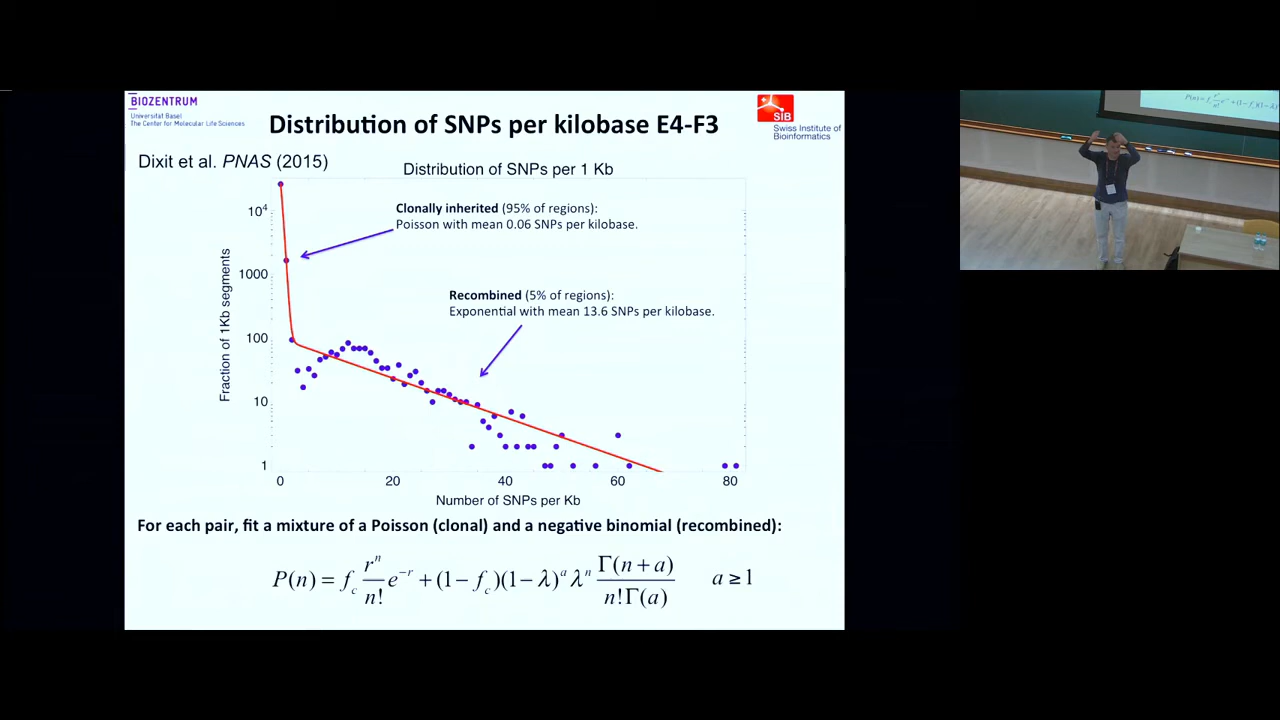 BIOZENTRUM
Universität Basel
The Center for Molecular Life Sciences
Distribution of SNPs per kilobase E4-F3
SIB
Swiss Institute of
Bioinformatics
Dixit et al. PNAS (2015)
Distribution of SNPs per 1 Kb
Clonally inherited (95% of regions):
Poisson with mean 0.06 SNPs per kilobase.
Recombined (5% of regions):
Exponential with mean 13.6 SNPs per kilobase.
Fraction of 1Kb segments
10⁴
1000
100
10
1
0 20 40 60 80
Number of SNPs per Kb
For each pair, fit a mixture of a Poisson (clonal) and a negative binomial (recombined):
P(n) = f_c r^n/n! e^{-r} + (1 − f_c)(1 − λ)^a λ^n Γ(n + a)/n!Γ(a) a ≥ 1